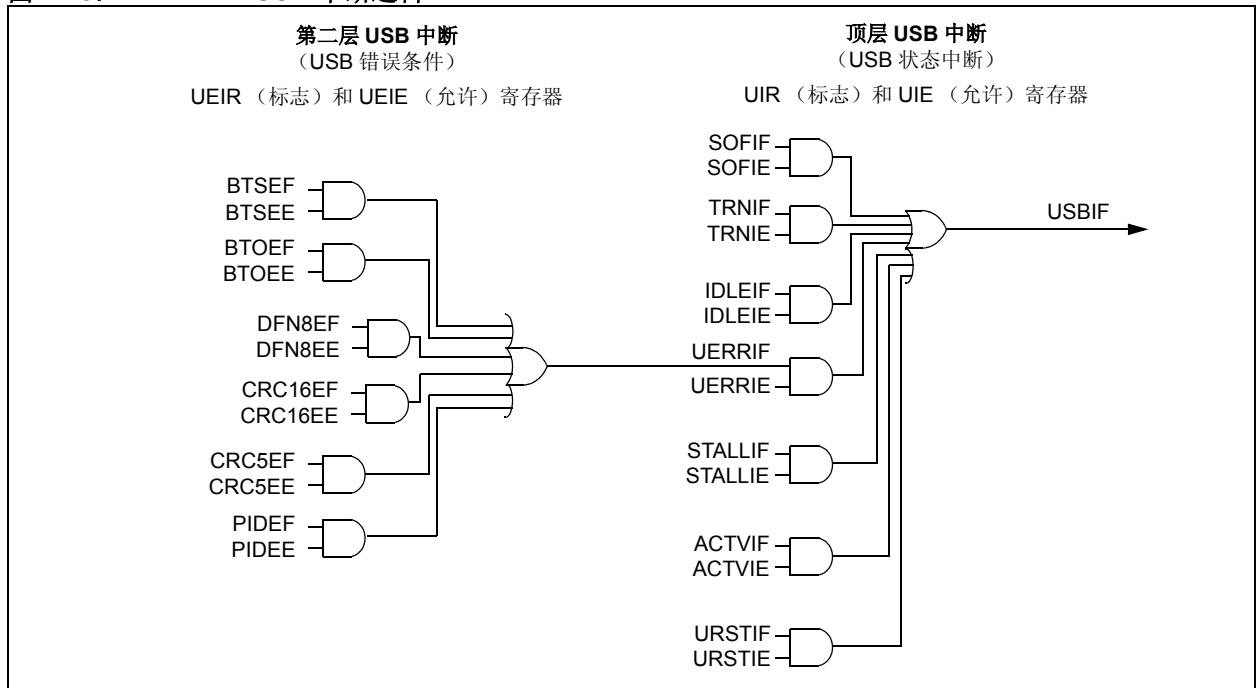 第二层 USB 中断
（USB 错误条件）
UEIR （标志）和 UEIE （允许）寄存器
BTSEF
BTSEE
BTOEF
BTOEE
DFN8EF
DFN8EE
CRC16EF
CRC16EE
CRC5EF
CRC5EE
PIDEF
PIDEE
顶层 USB 中断
（USB 状态中断）
UIR （标志）和 UIE （允许）寄存器
SOFIF
SOFIE
TRNIF
TRNIE
IDLEIF
IDLEIE
UERRIF
UERRIE
STALLIF
STALLIE
ACTVIF
ACTVIE
URSTIF
URSTIE
USBIF